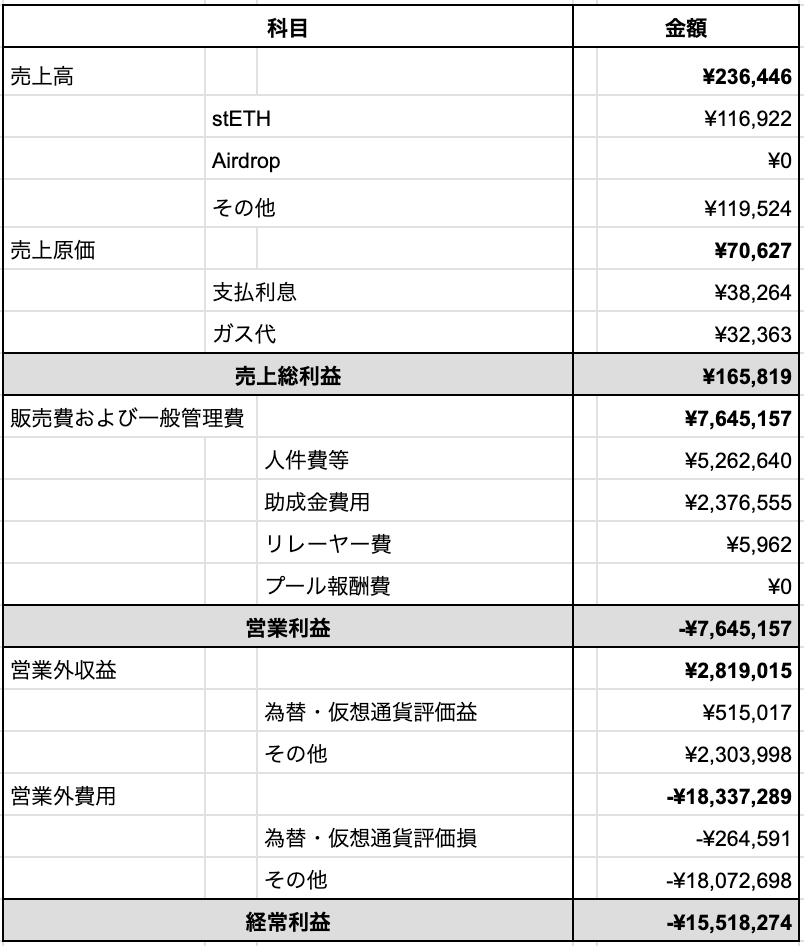 科目 金額
売上高 ¥236,446
stETH ¥116,922
Airdrop ¥0
その他 ¥119,524
売上原価 ¥70,627
支払利息 ¥38,264
ガス代 ¥32,363
売上総利益 ¥165,819
販売費および一般管理費 ¥7,645,157
人件費等 ¥5,262,640
助成金費用 ¥2,376,555
リレーヤー費 ¥5,962
プール報酬費 ¥0
営業利益 -¥7,645,157
営業外収益 ¥2,819,015
為替・仮想通貨評価益 ¥515,017
その他 ¥2,303,998
営業外費用 -¥18,337,289
為替・仮想通貨評価損 -¥264,591
その他 -¥18,072,698
経常利益 -¥15,518,274